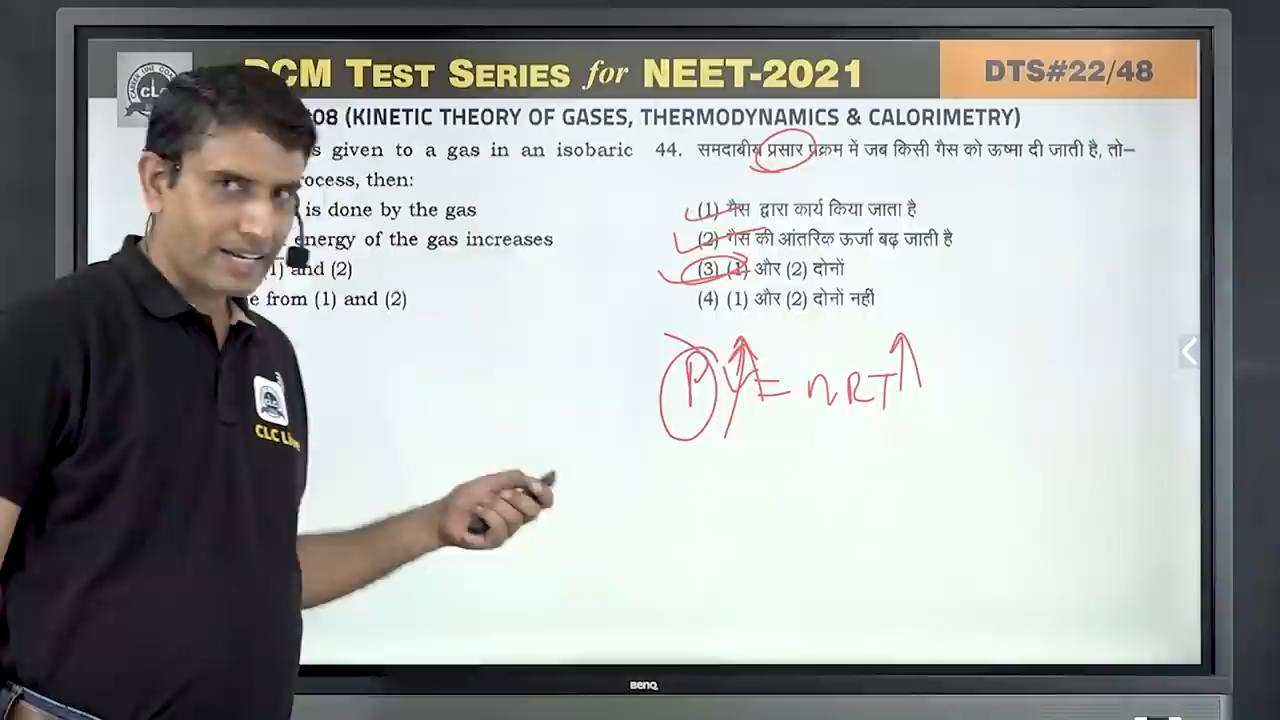 PCM TEST SERIES for NEET-2021
DTS#22/48
08 (KINETIC THEORY OF GASES, THERMODYNAMICS & CALORIMETRY)
given to a gas in an isobaric
then:
is done by the gas
energy of the gas increases
(1) and (2)
from (1) and (2)
44. समदाबीय प्रसार प्रक्रम में जब किसी गैस को ऊष्मा दी जाती है, तो–
(1) गैस द्वारा कार्य किया जाता है
(2) गैस की आंतरिक ऊर्जा बढ़ जाती है
(3) (1) और (2) दोनों
(4) (1) और (2) दोनों नहीं
PV = nRT
CLC
BENQ